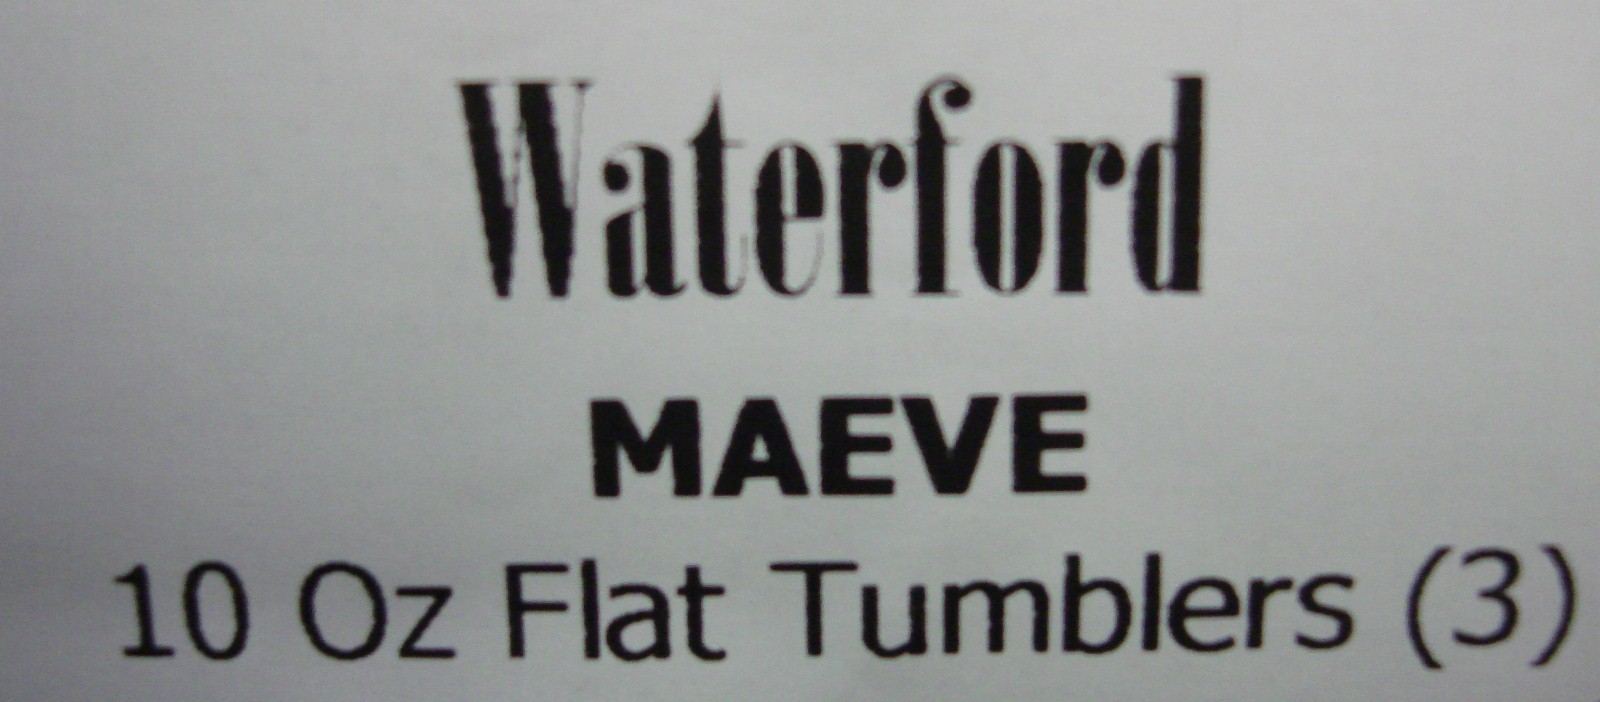 Waterford
MAEVE
10 Oz Flat Tumblers (3)